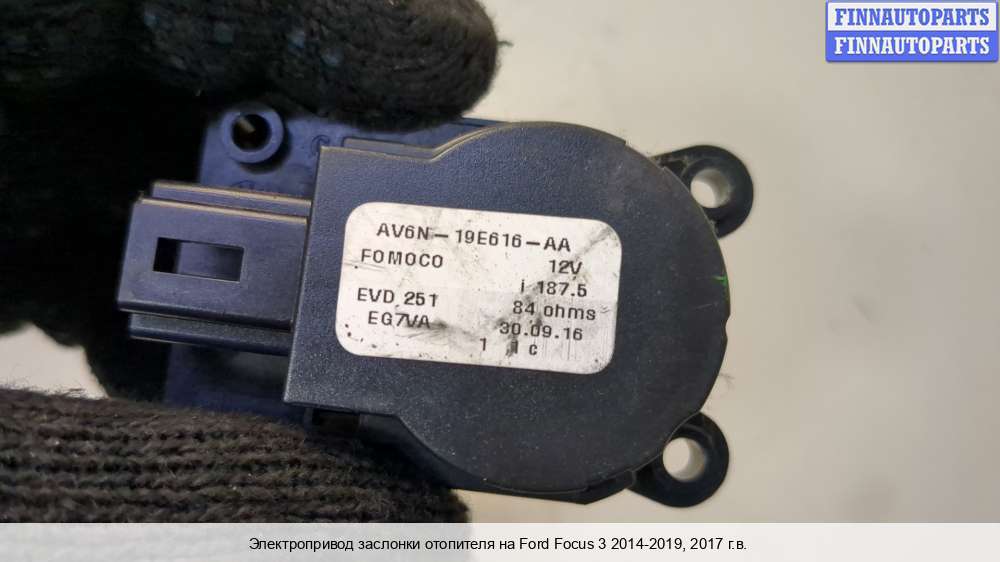 FINNAUTOPARTS
FINNAUTOPARTS
AV6N-19E616-AA
FOMOCO 12V
i 187.5
EVD 251 84 ohms
EG7VA 30.09.16
1 1c
Электропривод заслонки отопителя на Ford Focus 3 2014-2019, 2017 г.в.